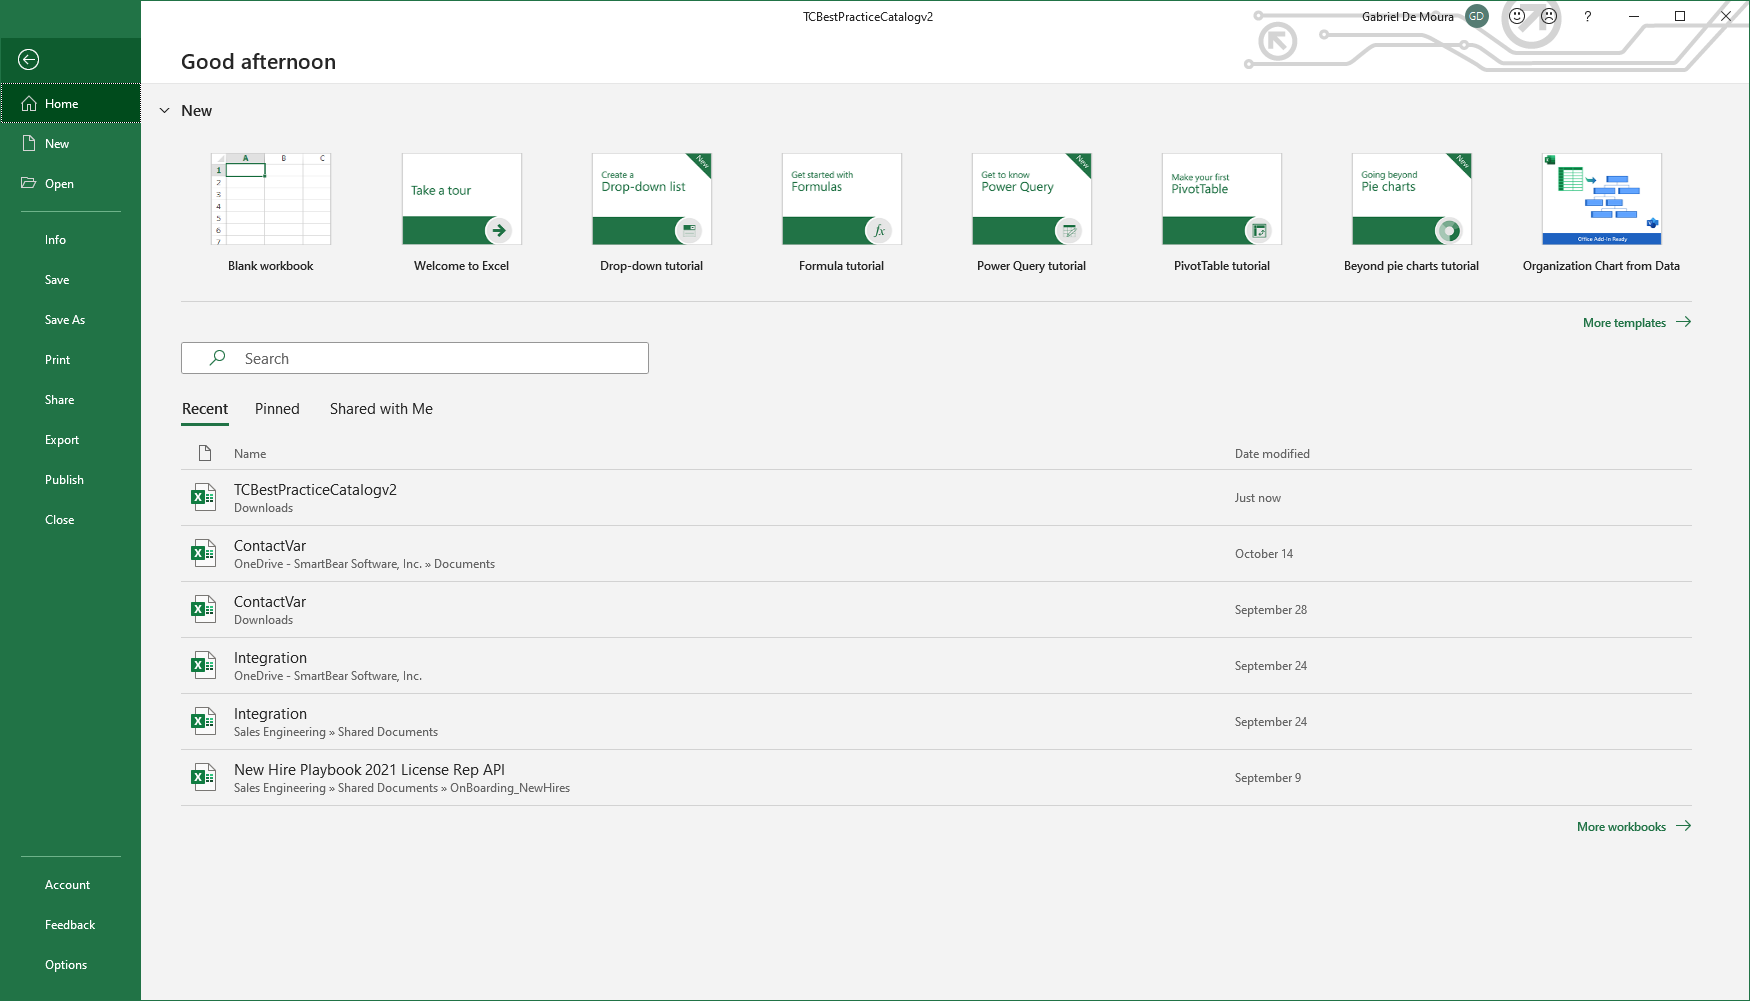 TCBestPracticeCatalogv2
Gabriel De Moura
GD
?
Good afternoon
Home
New
Open
Info
Save
Save As
Print
Share
Export
Publish
Close
Account
Feedback
Options
New
A B C
1
2
3
4
5
6
7
Blank workbook
Take a tour
Welcome to Excel
New
Create a
Drop-down list
Drop-down tutorial
Get started with
Formulas
fx
Formula tutorial
New
Get to know
Power Query
Power Query tutorial
Make your first
PivotTable
PivotTable tutorial
New
Going beyond
Pie charts
Beyond pie charts tutorial
Office Add-In Ready
Organization Chart from Data
More templates
Search
Recent Pinned Shared with Me
Name Date modified
TCBestPracticeCatalogv2
Downloads
Just now
ContactVar
OneDrive - SmartBear Software, Inc. » Documents
October 14
ContactVar
Downloads
September 28
Integration
OneDrive - SmartBear Software, Inc.
September 24
Integration
Sales Engineering » Shared Documents
September 24
New Hire Playbook 2021 License Rep API
Sales Engineering » Shared Documents » OnBoarding_NewHires
September 9
More workbooks